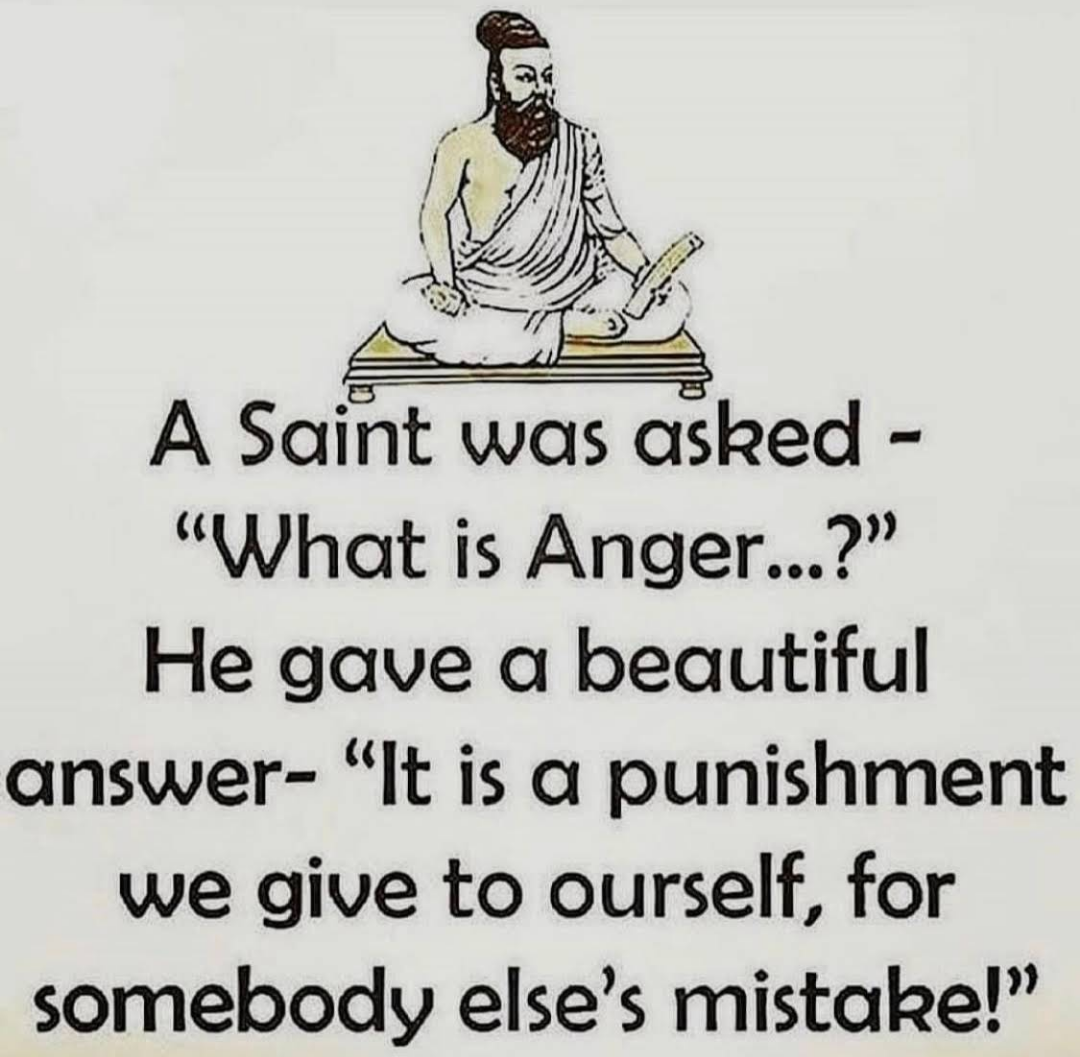 A Saint was asked -
“What is Anger...?”
He gave a beautiful
answer- “It is a punishment
we give to ourself, for
somebody else’s mistake!”